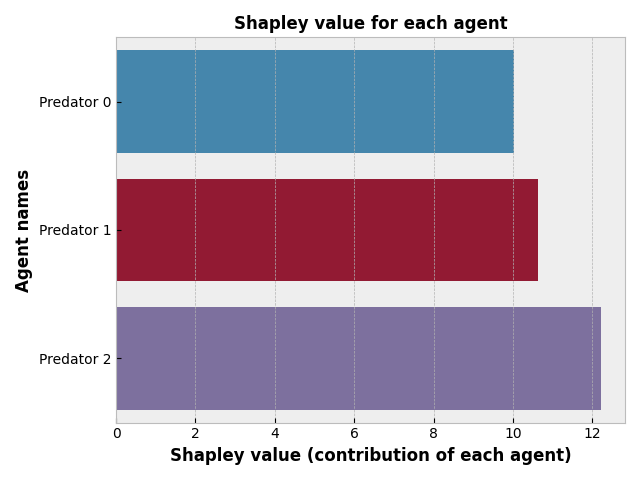 Shapley value for each agent
Agent names
Predator 0
Predator 1
Predator 2
0 2 4 6 8 10 12
Shapley value (contribution of each agent)